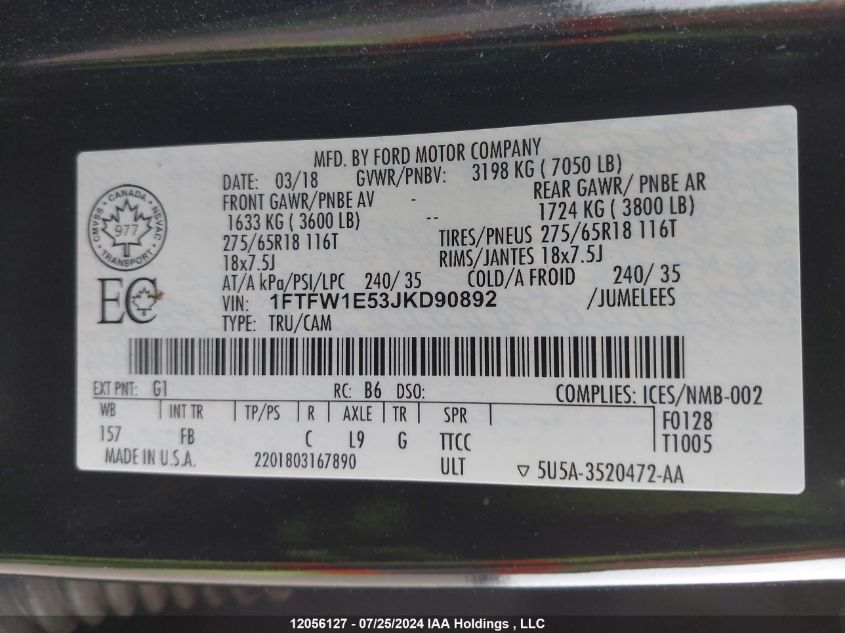 MFD. BY FORD MOTOR COMPANY
DATE: 03/18 GVWR/PNBV: 3198 KG ( 7050 LB)
FRONT GAWR/PNBE AV - REAR GAWR/ PNBE AR
1633 KG ( 3600 LB) -- 1724 KG ( 3800 LB)
275/65R18 116T TIRES/PNEUS 275/65R18 116T
18x7.5J RIMS/JANTES 18x7.5J
AT/A kPa/PSI/LPC 240/ 35 COLD/A FROID 240/ 35
VIN: 1FTFW1E53JKD90892 /JUMELEES
TYPE: TRU/CAM
CANADA
CMVSS NSVAC
977
TRANSPORT
EC
EXT PNT: G1 RC: B6 DSO: COMPLIES: ICES/NMB-002
WB INT TR TP/PS R AXLE TR SPR F0128
157 FB C L9 G TTCC T1005
MADE IN U.S.A. 2201803167890 ULT ▽ 5U5A-3520472-AA
12056127 - 07/25/2024 IAA Holdings , LLC